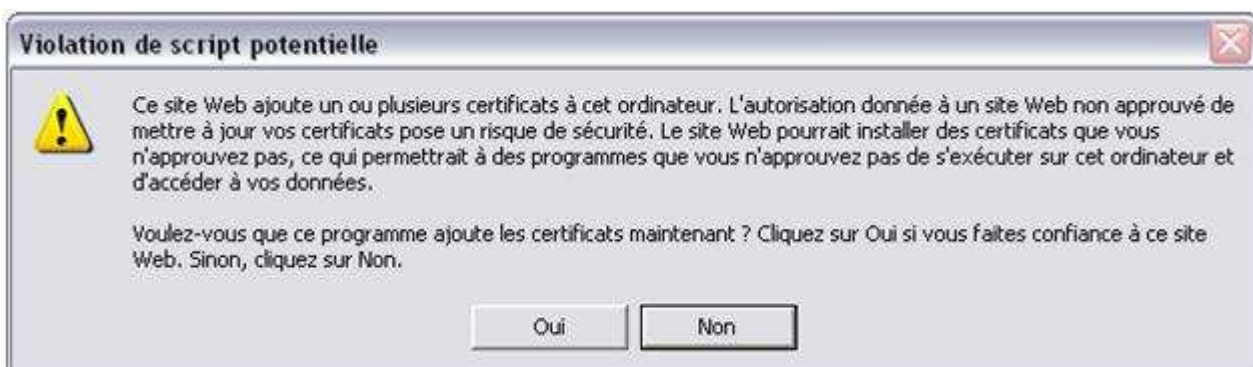 Violation de script potentielle
Ce site Web ajoute un ou plusieurs certificats à cet ordinateur. L'autorisation donnée à un site Web non approuvé de
mettre à jour vos certificats pose un risque de sécurité. Le site Web pourrait installer des certificats que vous
n'approuvez pas, ce qui permettrait à des programmes que vous n'approuvez pas de s'exécuter sur cet ordinateur et
d'accéder à vos données.
Voulez-vous que ce programme ajoute les certificats maintenant ? Cliquez sur Oui si vous faites confiance à ce site
Web. Sinon, cliquez sur Non.
Oui
Non